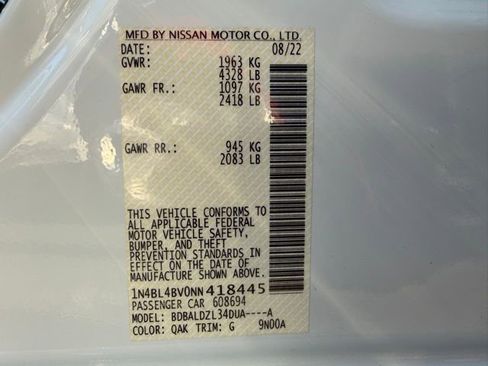 MFD BY NISSAN MOTOR CO., LTD.
DATE: 08/22
GVWR: 1963 KG
4328 LB
GAWR FR.: 1097 KG
2418 LB
GAWR RR.: 945 KG
2083 LB
THIS VEHICLE CONFORMS TO
ALL APPLICABLE FEDERAL
MOTOR VEHICLE SAFETY,
BUMPER, AND THEFT
PREVENTION STANDARDS IN
EFFECT ON THE DATE OF
MANUFACTURE SHOWN ABOVE.
1N4BL4BV0NN418445
PASSENGER CAR 608694
MODEL: BDBALDZL34DUA----A
COLOR: QAK TRIM: G 9N00A